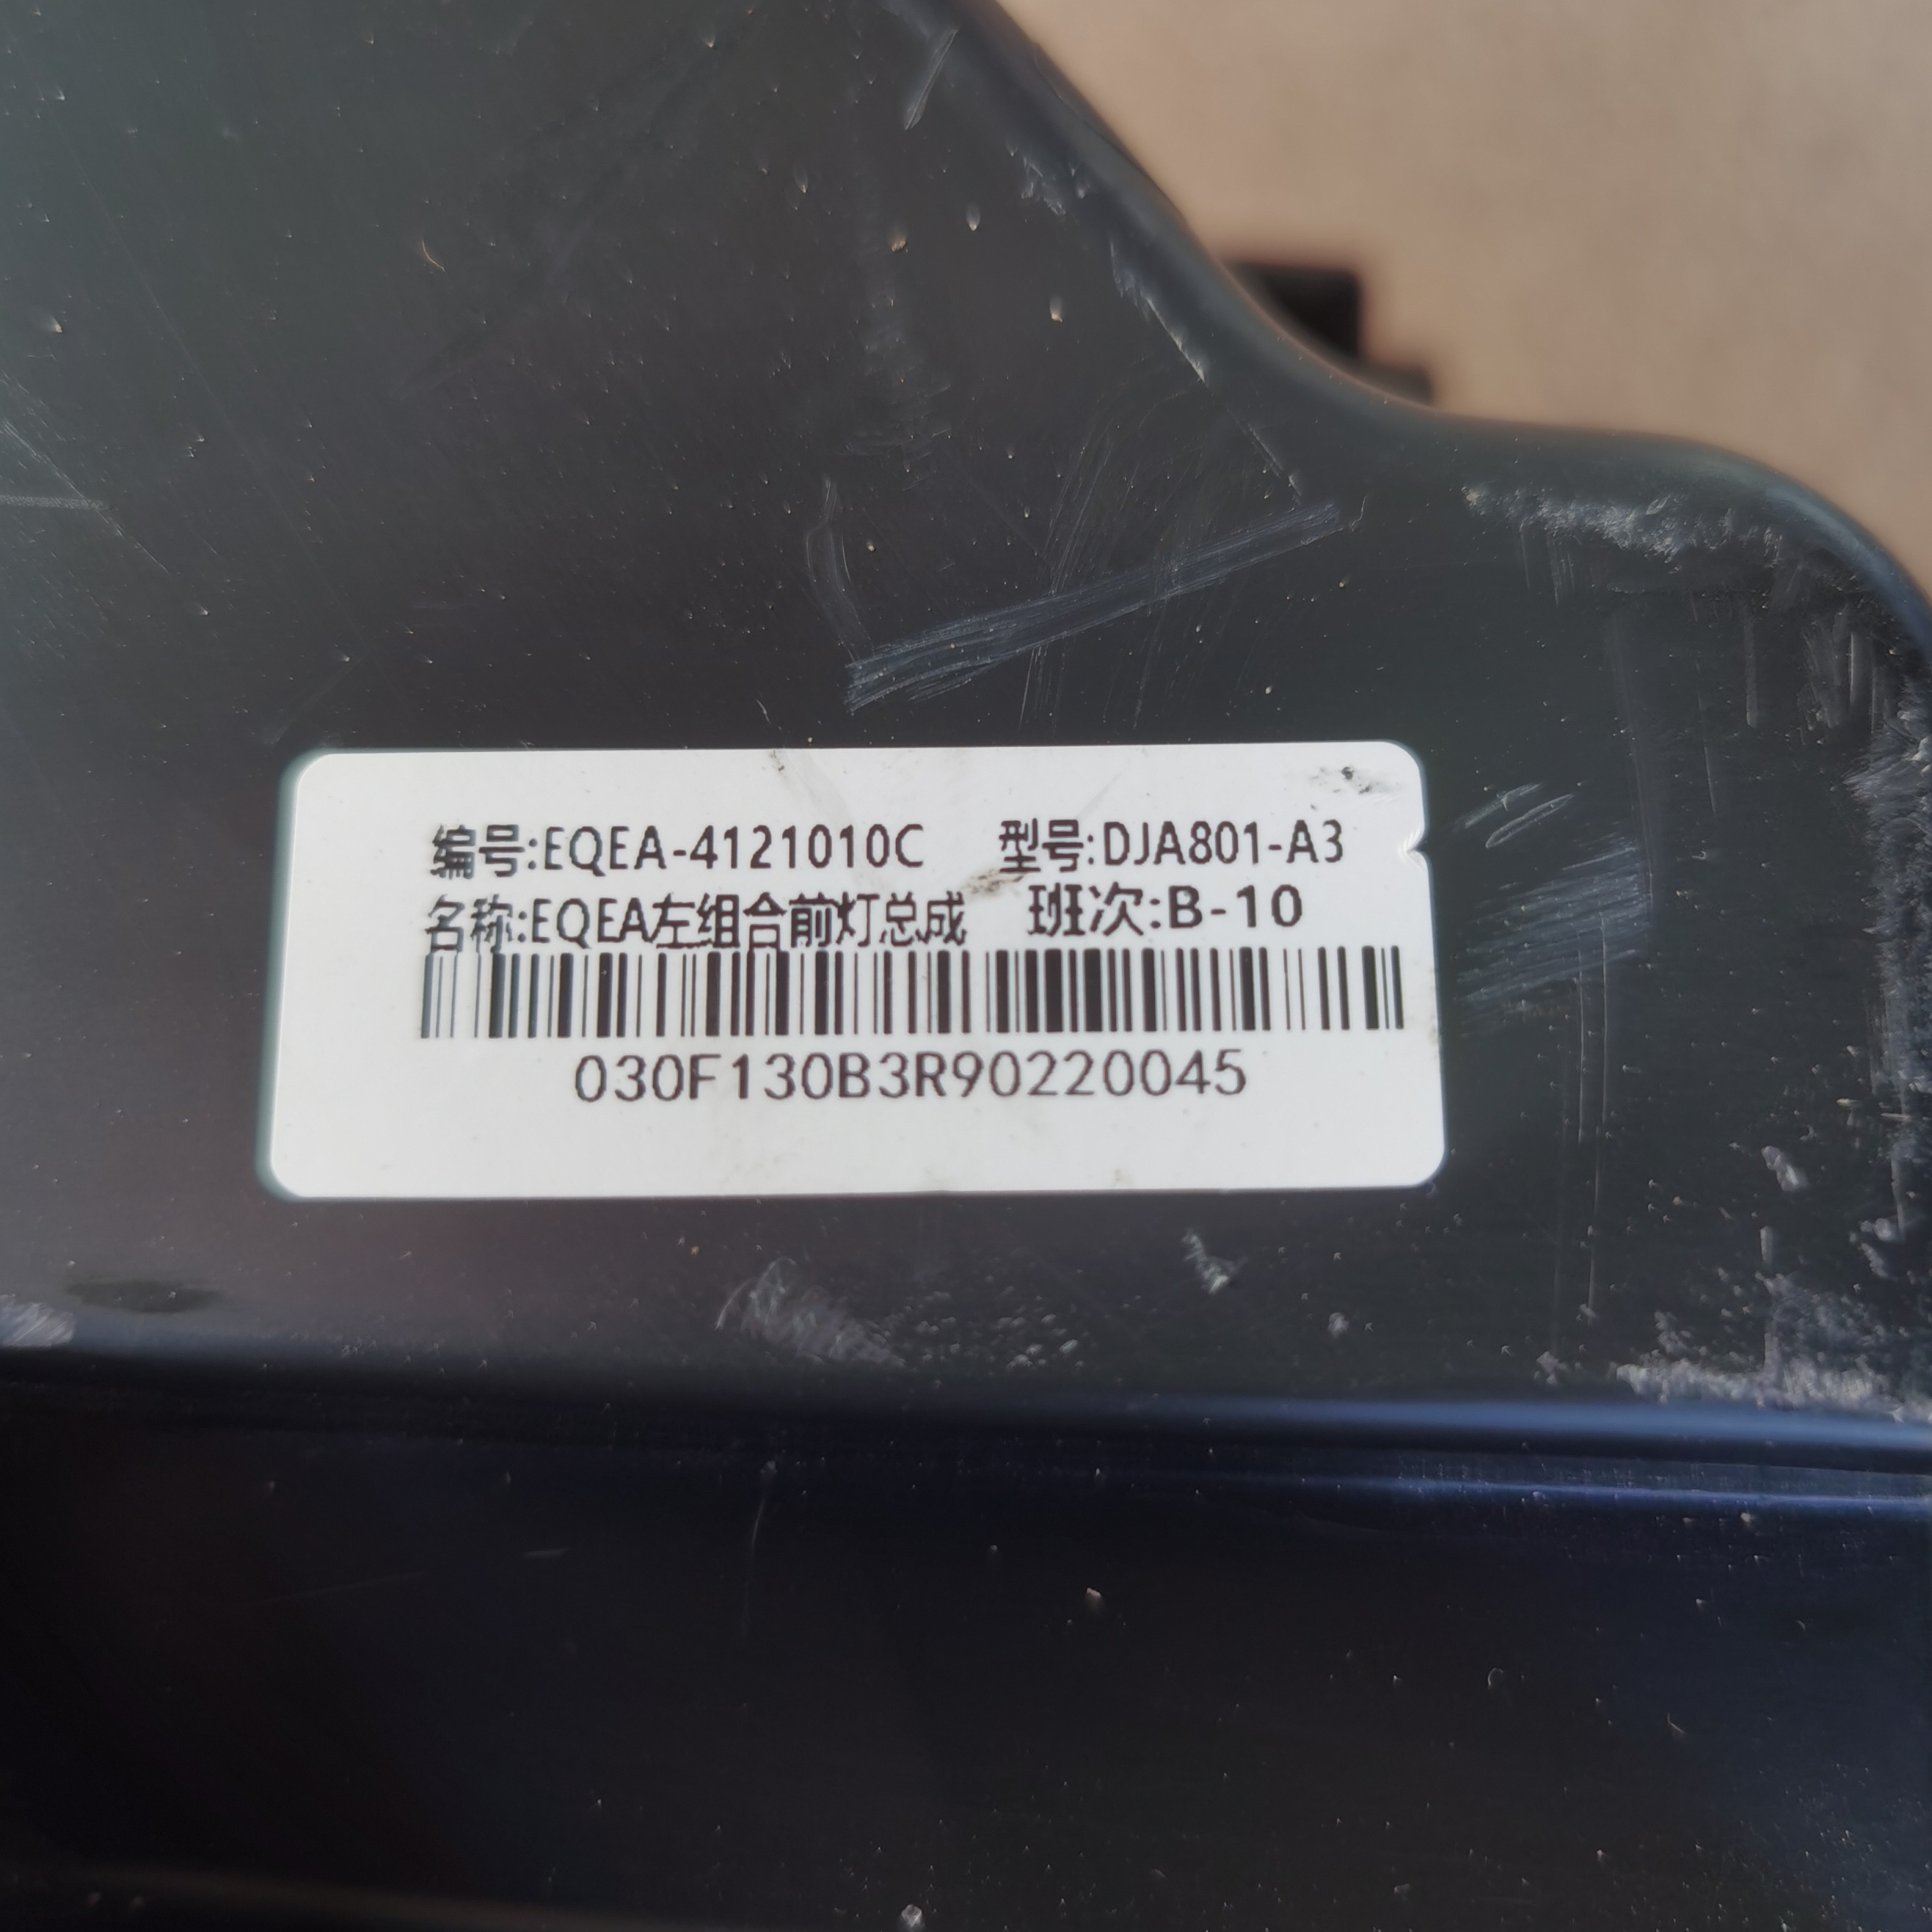 编号:EQEA-4121010C 型号:DJA801-A3
名称:EQEA左组合前灯总成 班次:B-10
030F130B3R90220045